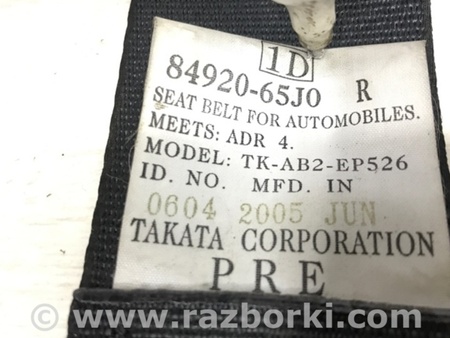 1D
84920-65J0 R
SEAT BELT FOR AUTOMOBILES.
MEETS: ADR 4.
MODEL: TK-AB2-EP526
ID. NO. MFD. IN
0604 2005 JUN
TAKATA CORPORATION
PRE
© www.razborki.com